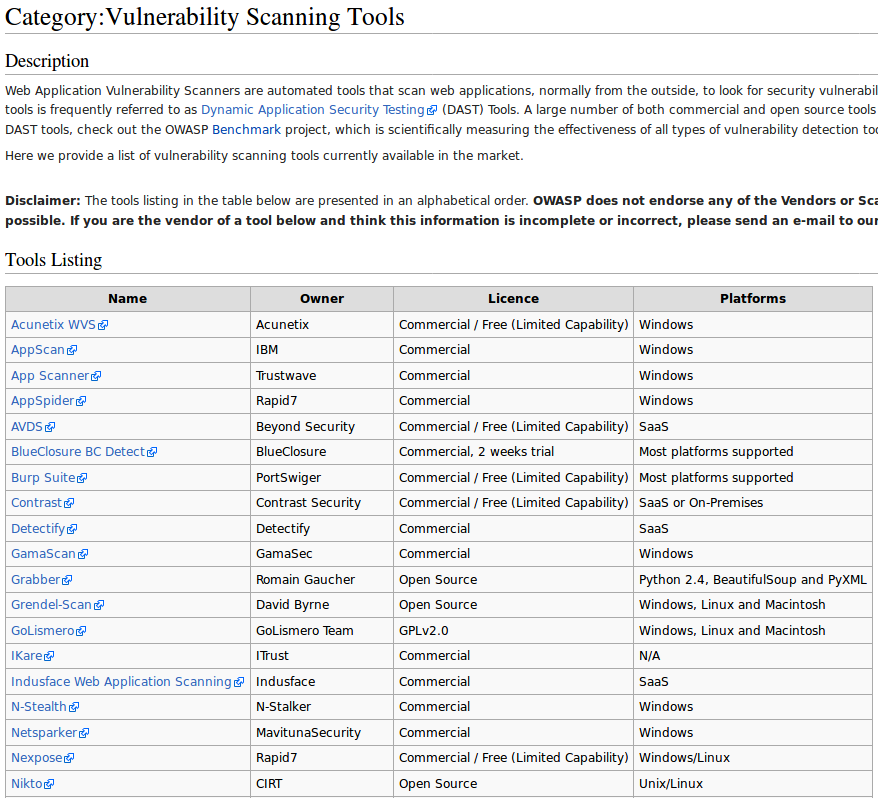 Category:Vulnerability Scanning Tools
Description
Web Application Vulnerability Scanners are automated tools that scan web applications, normally from the outside, to look for security vulnerabil
tools is frequently referred to as Dynamic Application Security Testing (DAST) Tools. A large number of both commercial and open source tools
DAST tools, check out the OWASP Benchmark project, which is scientifically measuring the effectiveness of all types of vulnerability detection too
Here we provide a list of vulnerability scanning tools currently available in the market.
Disclaimer: The tools listing in the table below are presented in an alphabetical order. OWASP does not endorse any of the Vendors or Sca
possible. If you are the vendor of a tool below and think this information is incomplete or incorrect, please send an e-mail to our
Tools Listing
Name Owner Licence Platforms
Acunetix WVS Acunetix Commercial / Free (Limited Capability) Windows
AppScan IBM Commercial Windows
App Scanner Trustwave Commercial Windows
AppSpider Rapid7 Commercial Windows
AVDS Beyond Security Commercial / Free (Limited Capability) SaaS
BlueClosure BC Detect BlueClosure Commercial, 2 weeks trial Most platforms supported
Burp Suite PortSwiger Commercial / Free (Limited Capability) Most platforms supported
Contrast Contrast Security Commercial / Free (Limited Capability) SaaS or On-Premises
Detectify Detectify Commercial SaaS
GamaScan GamaSec Commercial Windows
Grabber Romain Gaucher Open Source Python 2.4, BeautifulSoup and PyXML
Grendel-Scan David Byrne Open Source Windows, Linux and Macintosh
GoLismero GoLismero Team GPLv2.0 Windows, Linux and Macintosh
IKare ITrust Commercial N/A
Indusface Web Application Scanning Indusface Commercial SaaS
N-Stealth N-Stalker Commercial Windows
Netsparker MavitunaSecurity Commercial Windows
Nexpose Rapid7 Commercial / Free (Limited Capability) Windows/Linux
Nikto CIRT Open Source Unix/Linux